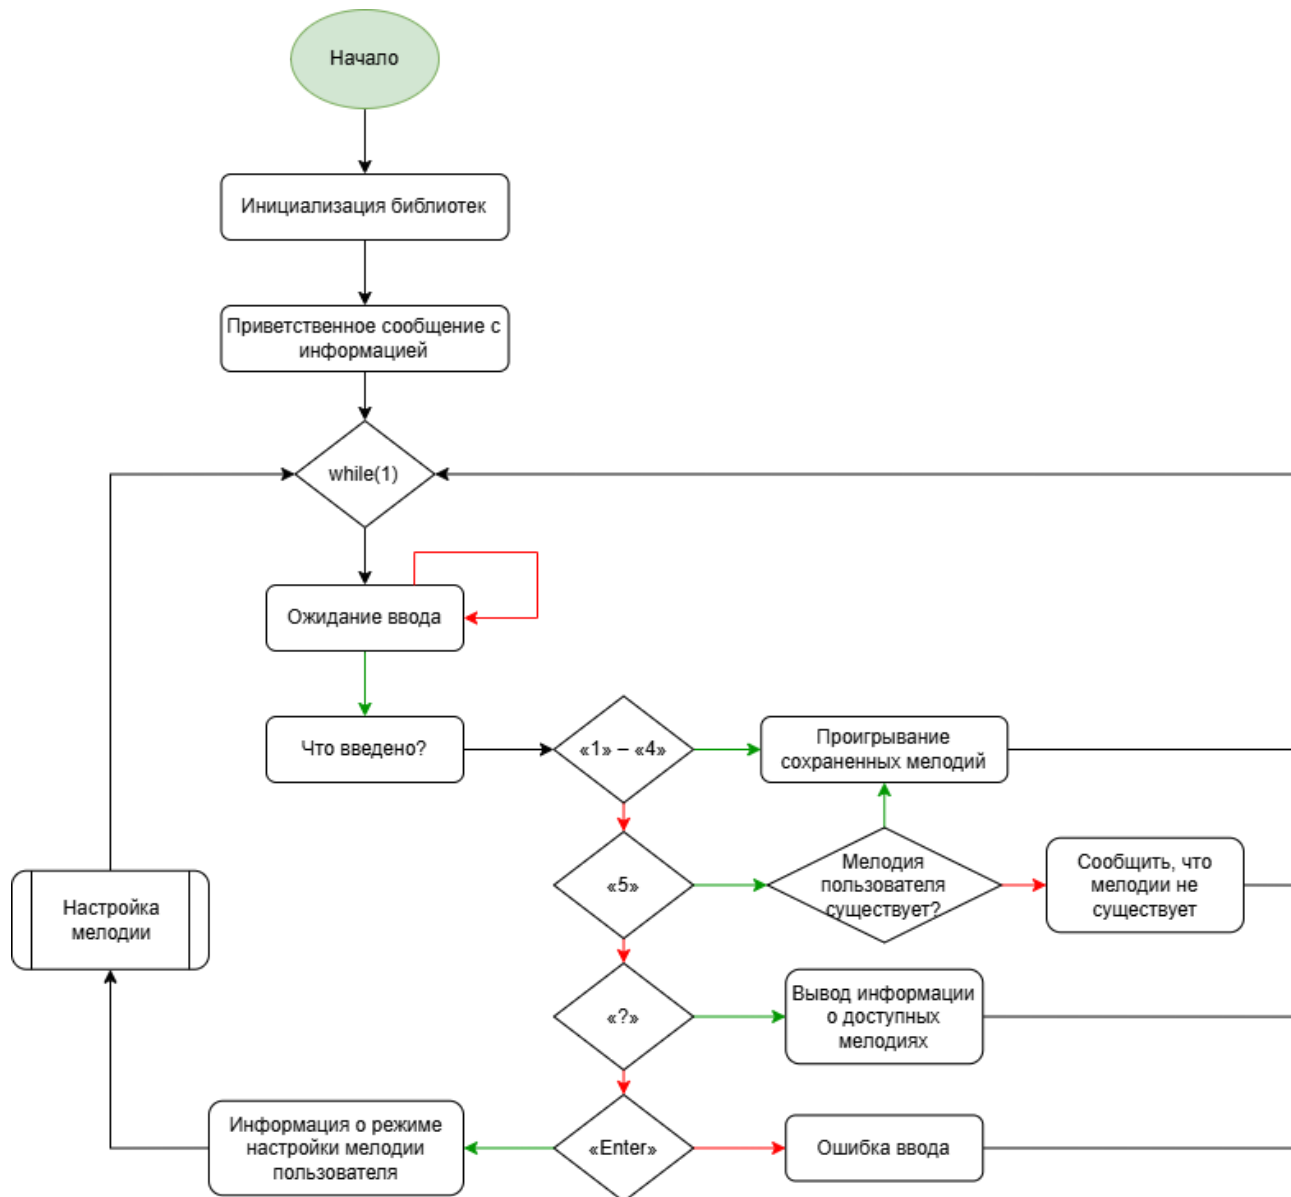 Начало
Инициализация библиотек
Приветственное сообщение с
информацией
while(1)
Ожидание ввода
Что введено?
«1» – «4»
Проигрывание
сохраненных мелодий
«5»
Мелодия
пользователя
существует?
Сообщить, что
мелодии не
существует
Настройка
мелодии
«?»
Вывод информации
о доступных
мелодиях
Информация о режиме
настройки мелодии
пользователя
«Enter»
Ошибка ввода